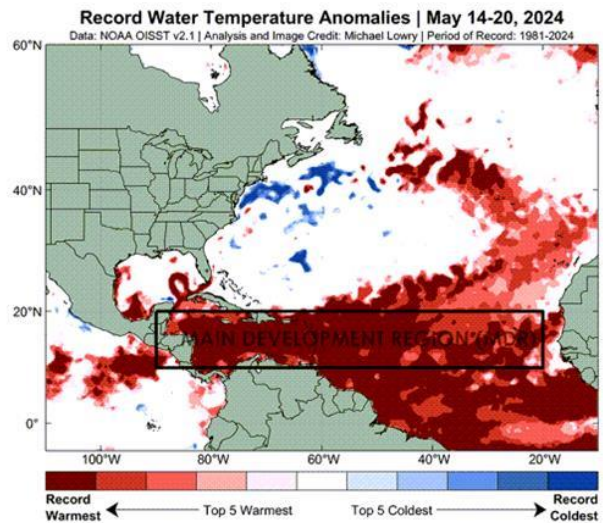 Record Water Temperature Anomalies | May 14-20, 2024
Data: NOAA OISST v2.1 | Analysis and Image Credit: Michael Lowry | Period of Record: 1981-2024
60°N
40°N
20°N
MAIN DEVELOPMENT REGION (MDR)
0°
100°W 80°W 60°W 40°W 20°W
Record Warmest
Top 5 Warmest
Top 5 Coldest
Record Coldest